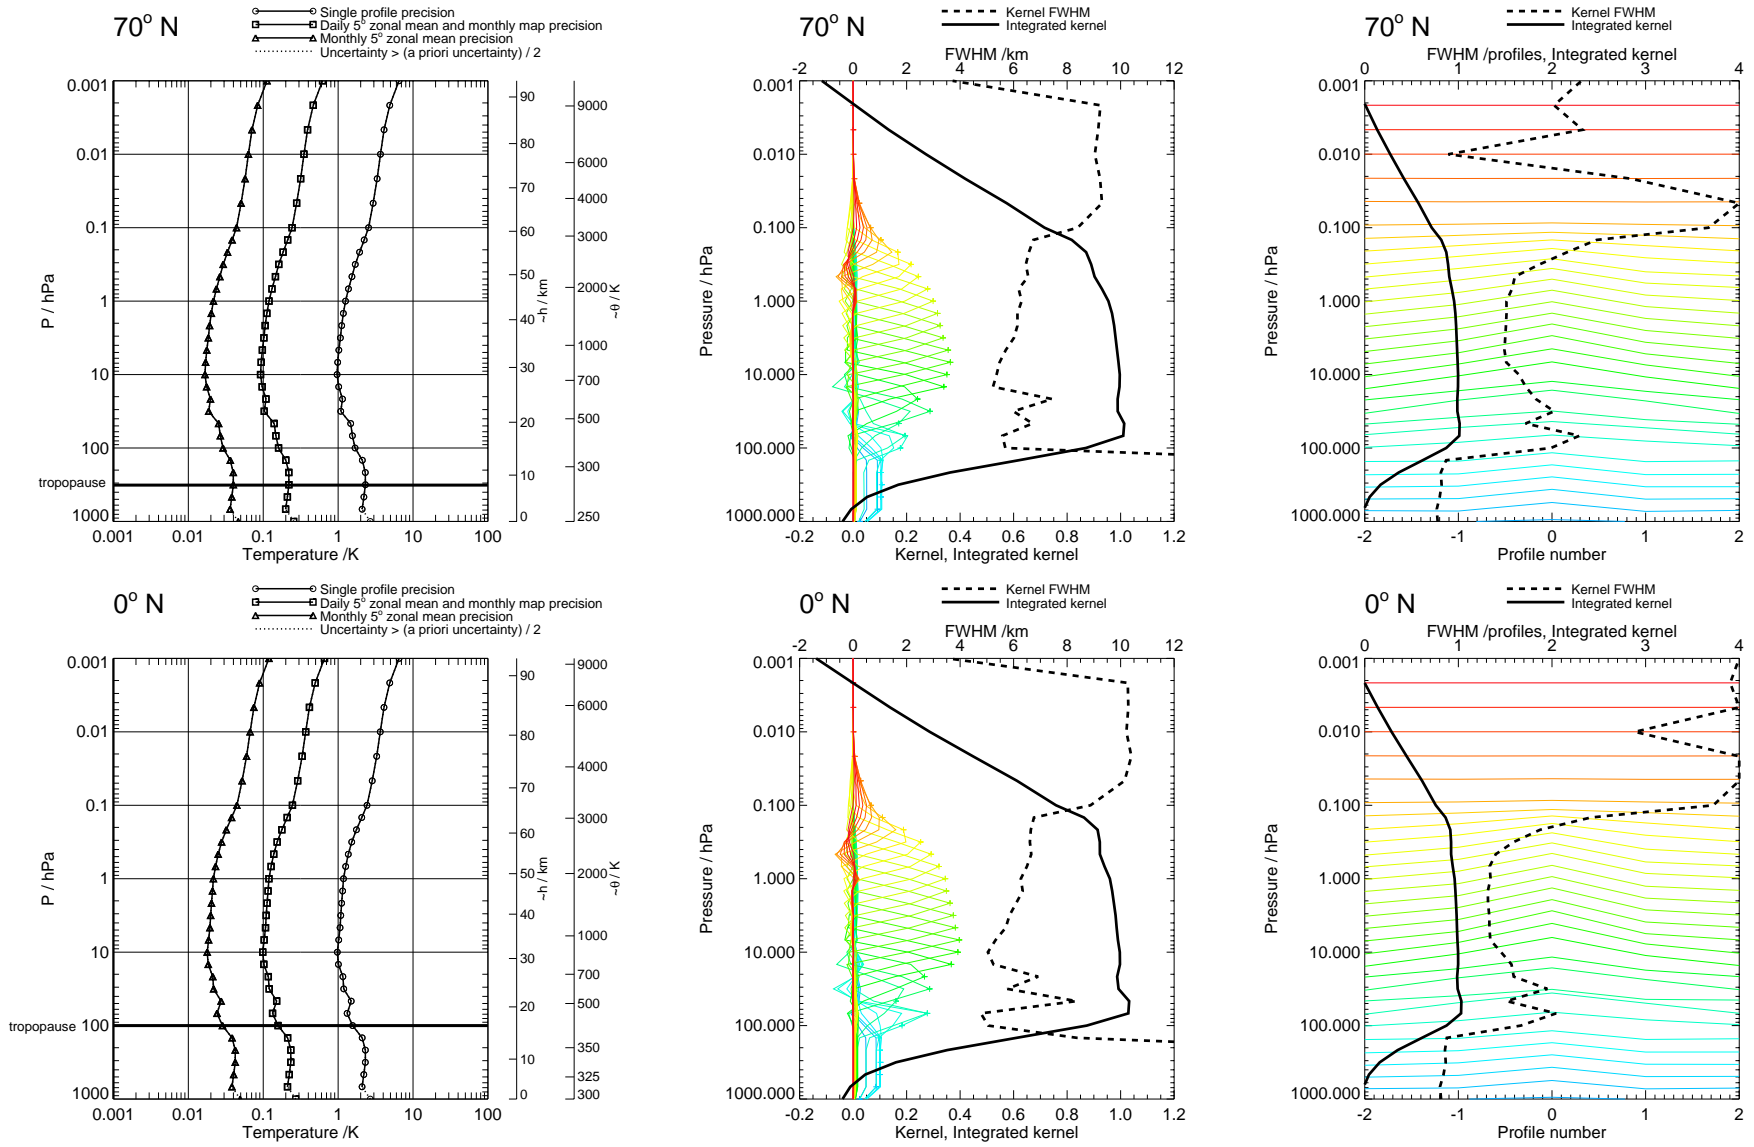 70° N
Single profile precision
Daily 5° zonal mean and monthly map precision
Monthly 5° zonal mean precision
Uncertainty > (a priori uncertainty) / 2
P / hPa
0.001
0.01
0.1
1
10
100
tropopause
1000
0.001 0.01 0.1 1 10 100
Temperature /K
90
80
70
60
50
40
30
20
10
0
~h / km
9000
6000
4000
3000
2000
1000
700
500
300
250
~θ / K
70° N
Kernel FWHM
Integrated kernel
FWHM /km
0 2 4 6 8 10 12
Pressure / hPa
0.001
0.010
0.100
1.000
10.000
100.000
1000.000
-0.2 0.0 0.2 0.4 0.6 0.8 1.0 1.2
Kernel, Integrated kernel
70° N
Kernel FWHM
Integrated kernel
FWHM /profiles, Integrated kernel
0 1 2 3 4
Pressure / hPa
0.001
0.010
0.100
1.000
10.000
100.000
1000.000
-2 -1 0 1 2
Profile number
0° N
Single profile precision
Daily 5° zonal mean and monthly map precision
Monthly 5° zonal mean precision
Uncertainty > (a priori uncertainty) / 2
P / hPa
0.001
0.01
0.1
1
10
tropopause 100
1000
0.001 0.01 0.1 1 10 100
Temperature /K
90
80
70
60
50
40
30
20
10
0
~h / km
9000
6000
4000
3000
2000
1000
700
500
350
325
300
~θ / K
0° N
Kernel FWHM
Integrated kernel
FWHM /km
0 2 4 6 8 10 12
Pressure / hPa
0.001
0.010
0.100
1.000
10.000
100.000
1000.000
-0.2 0.0 0.2 0.4 0.6 0.8 1.0 1.2
Kernel, Integrated kernel
0° N
Kernel FWHM
Integrated kernel
FWHM /profiles, Integrated kernel
0 1 2 3 4
Pressure / hPa
0.001
0.010
0.100
1.000
10.000
100.000
1000.000
-2 -1 0 1 2
Profile number